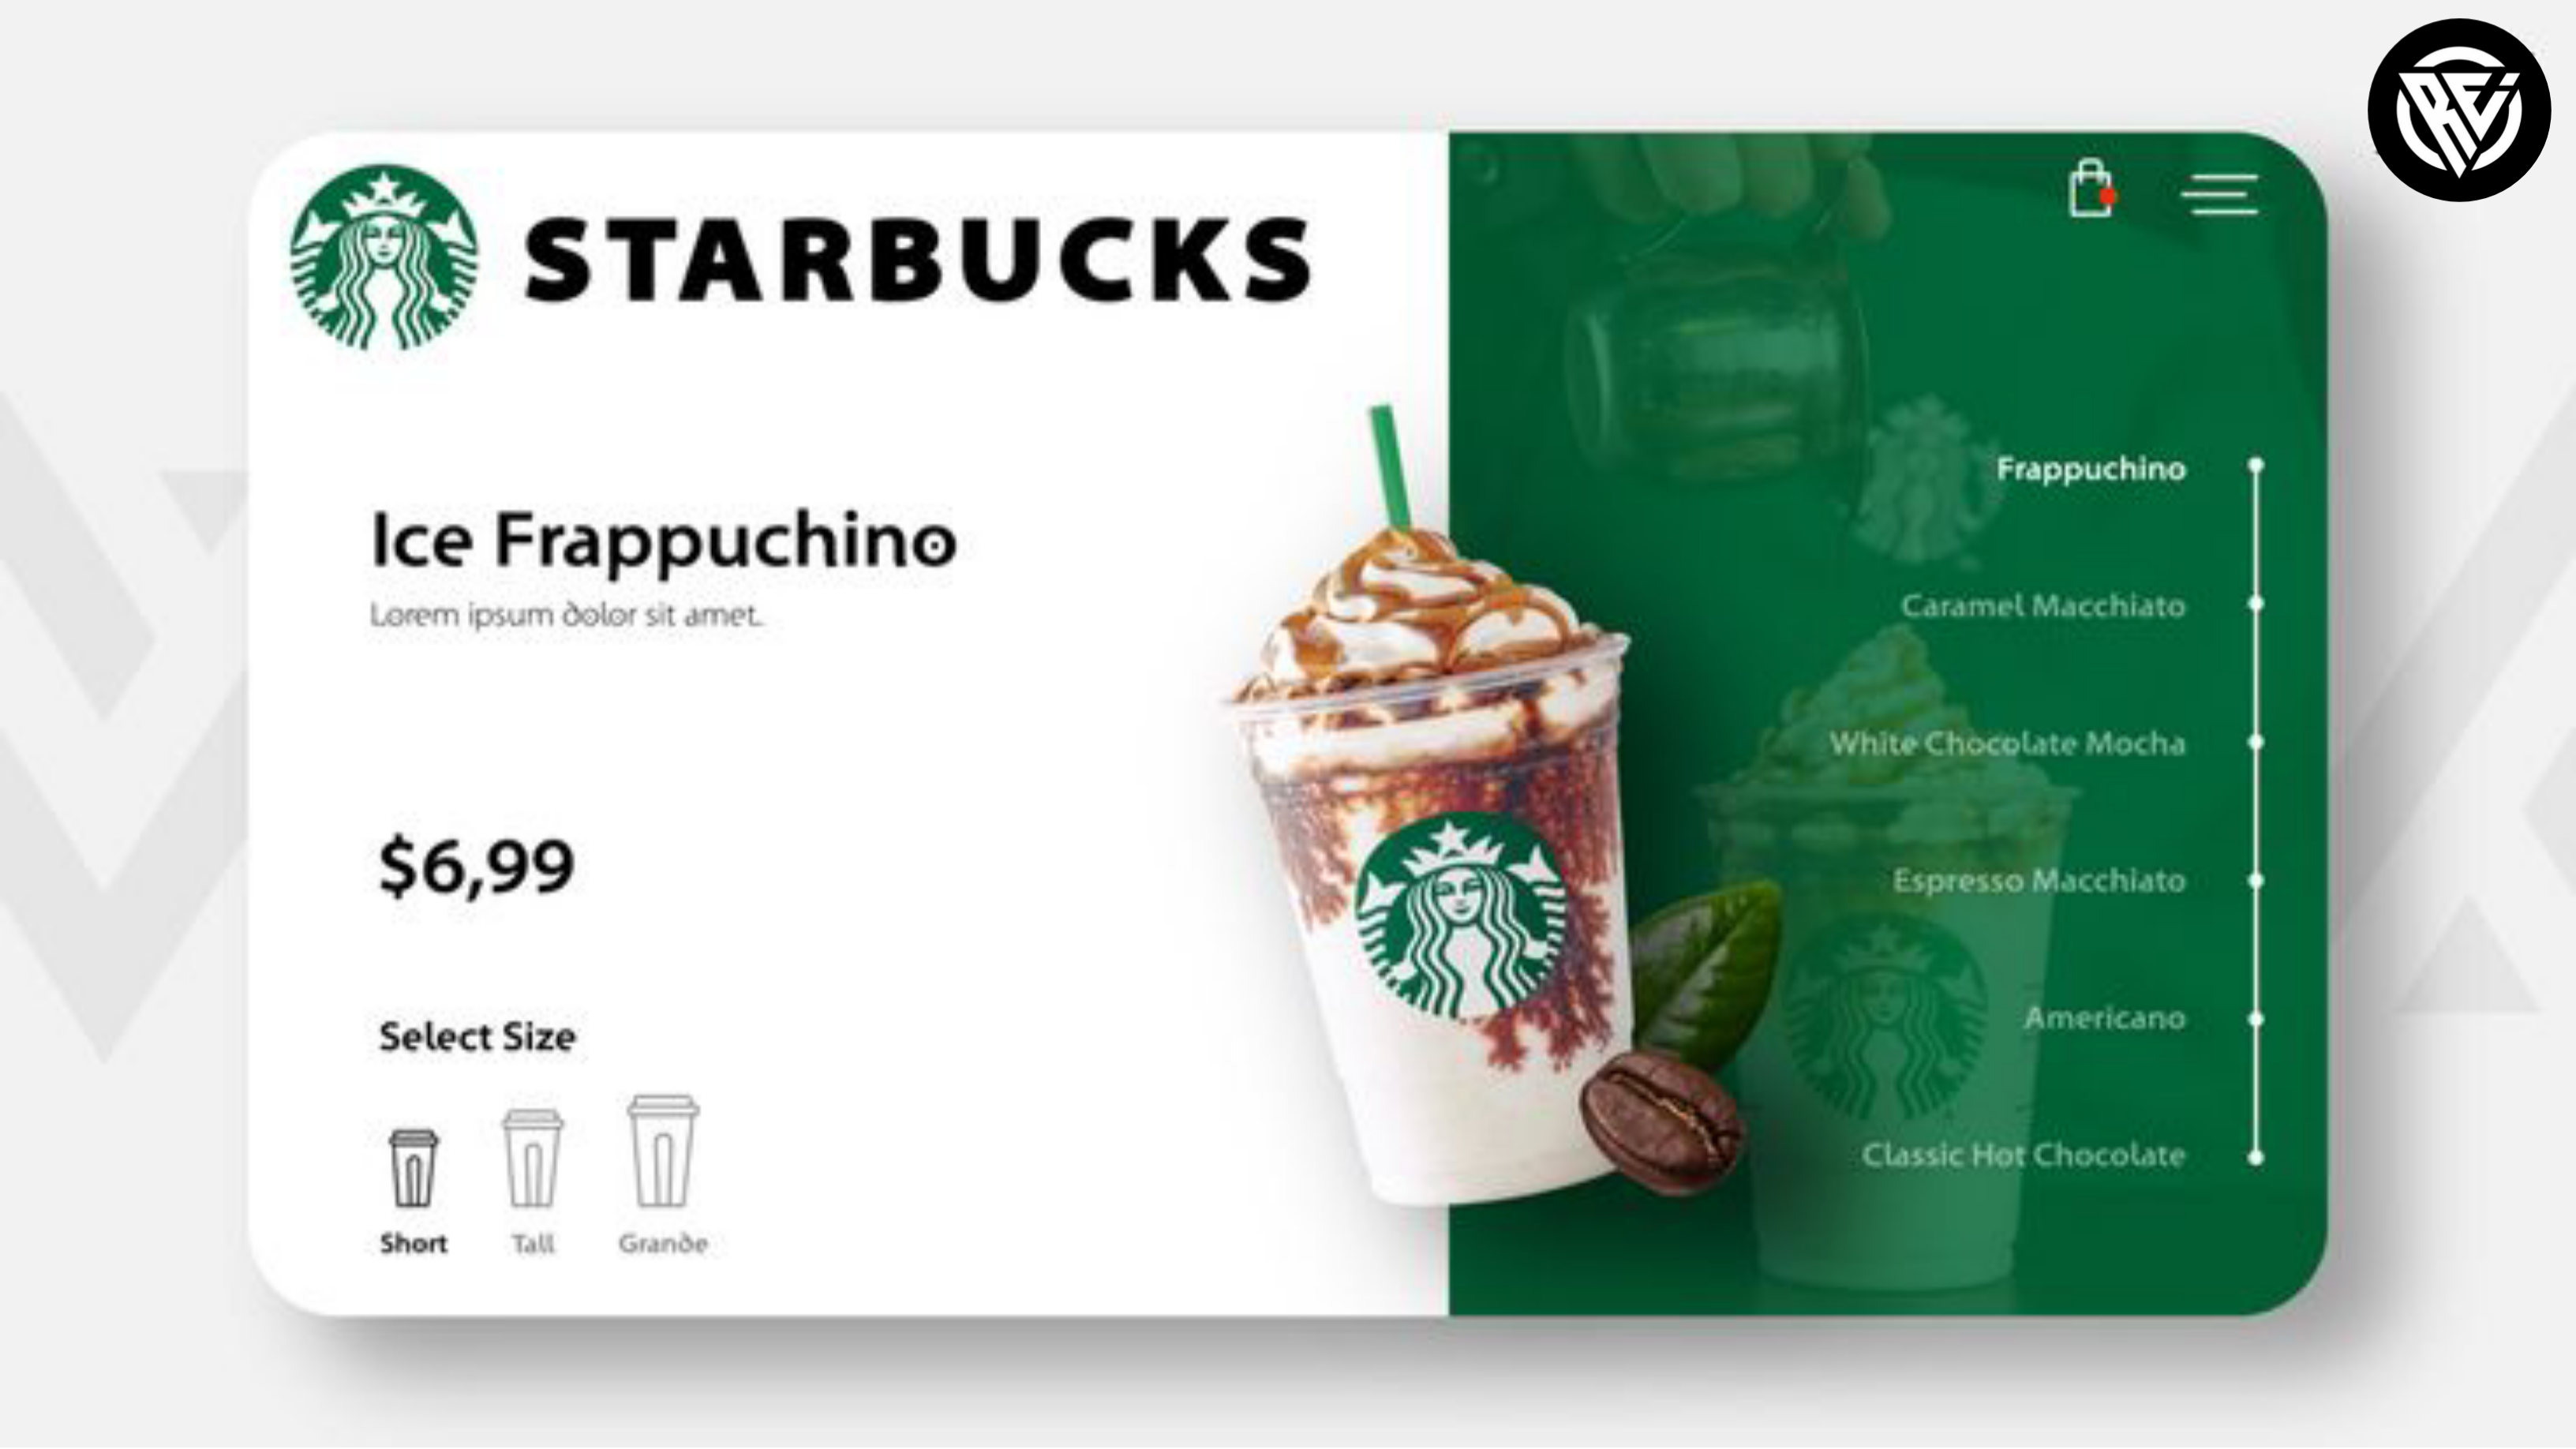 STARBUCKS
Ice Frappuchino
Lorem ipsum dolor sit amet.
$6,99
Select Size
Short
Tall
Grande
Frappuchino
Caramel Macchiato
White Chocolate Mocha
Espresso Macchiato
Americano
Classic Hot Chocolate